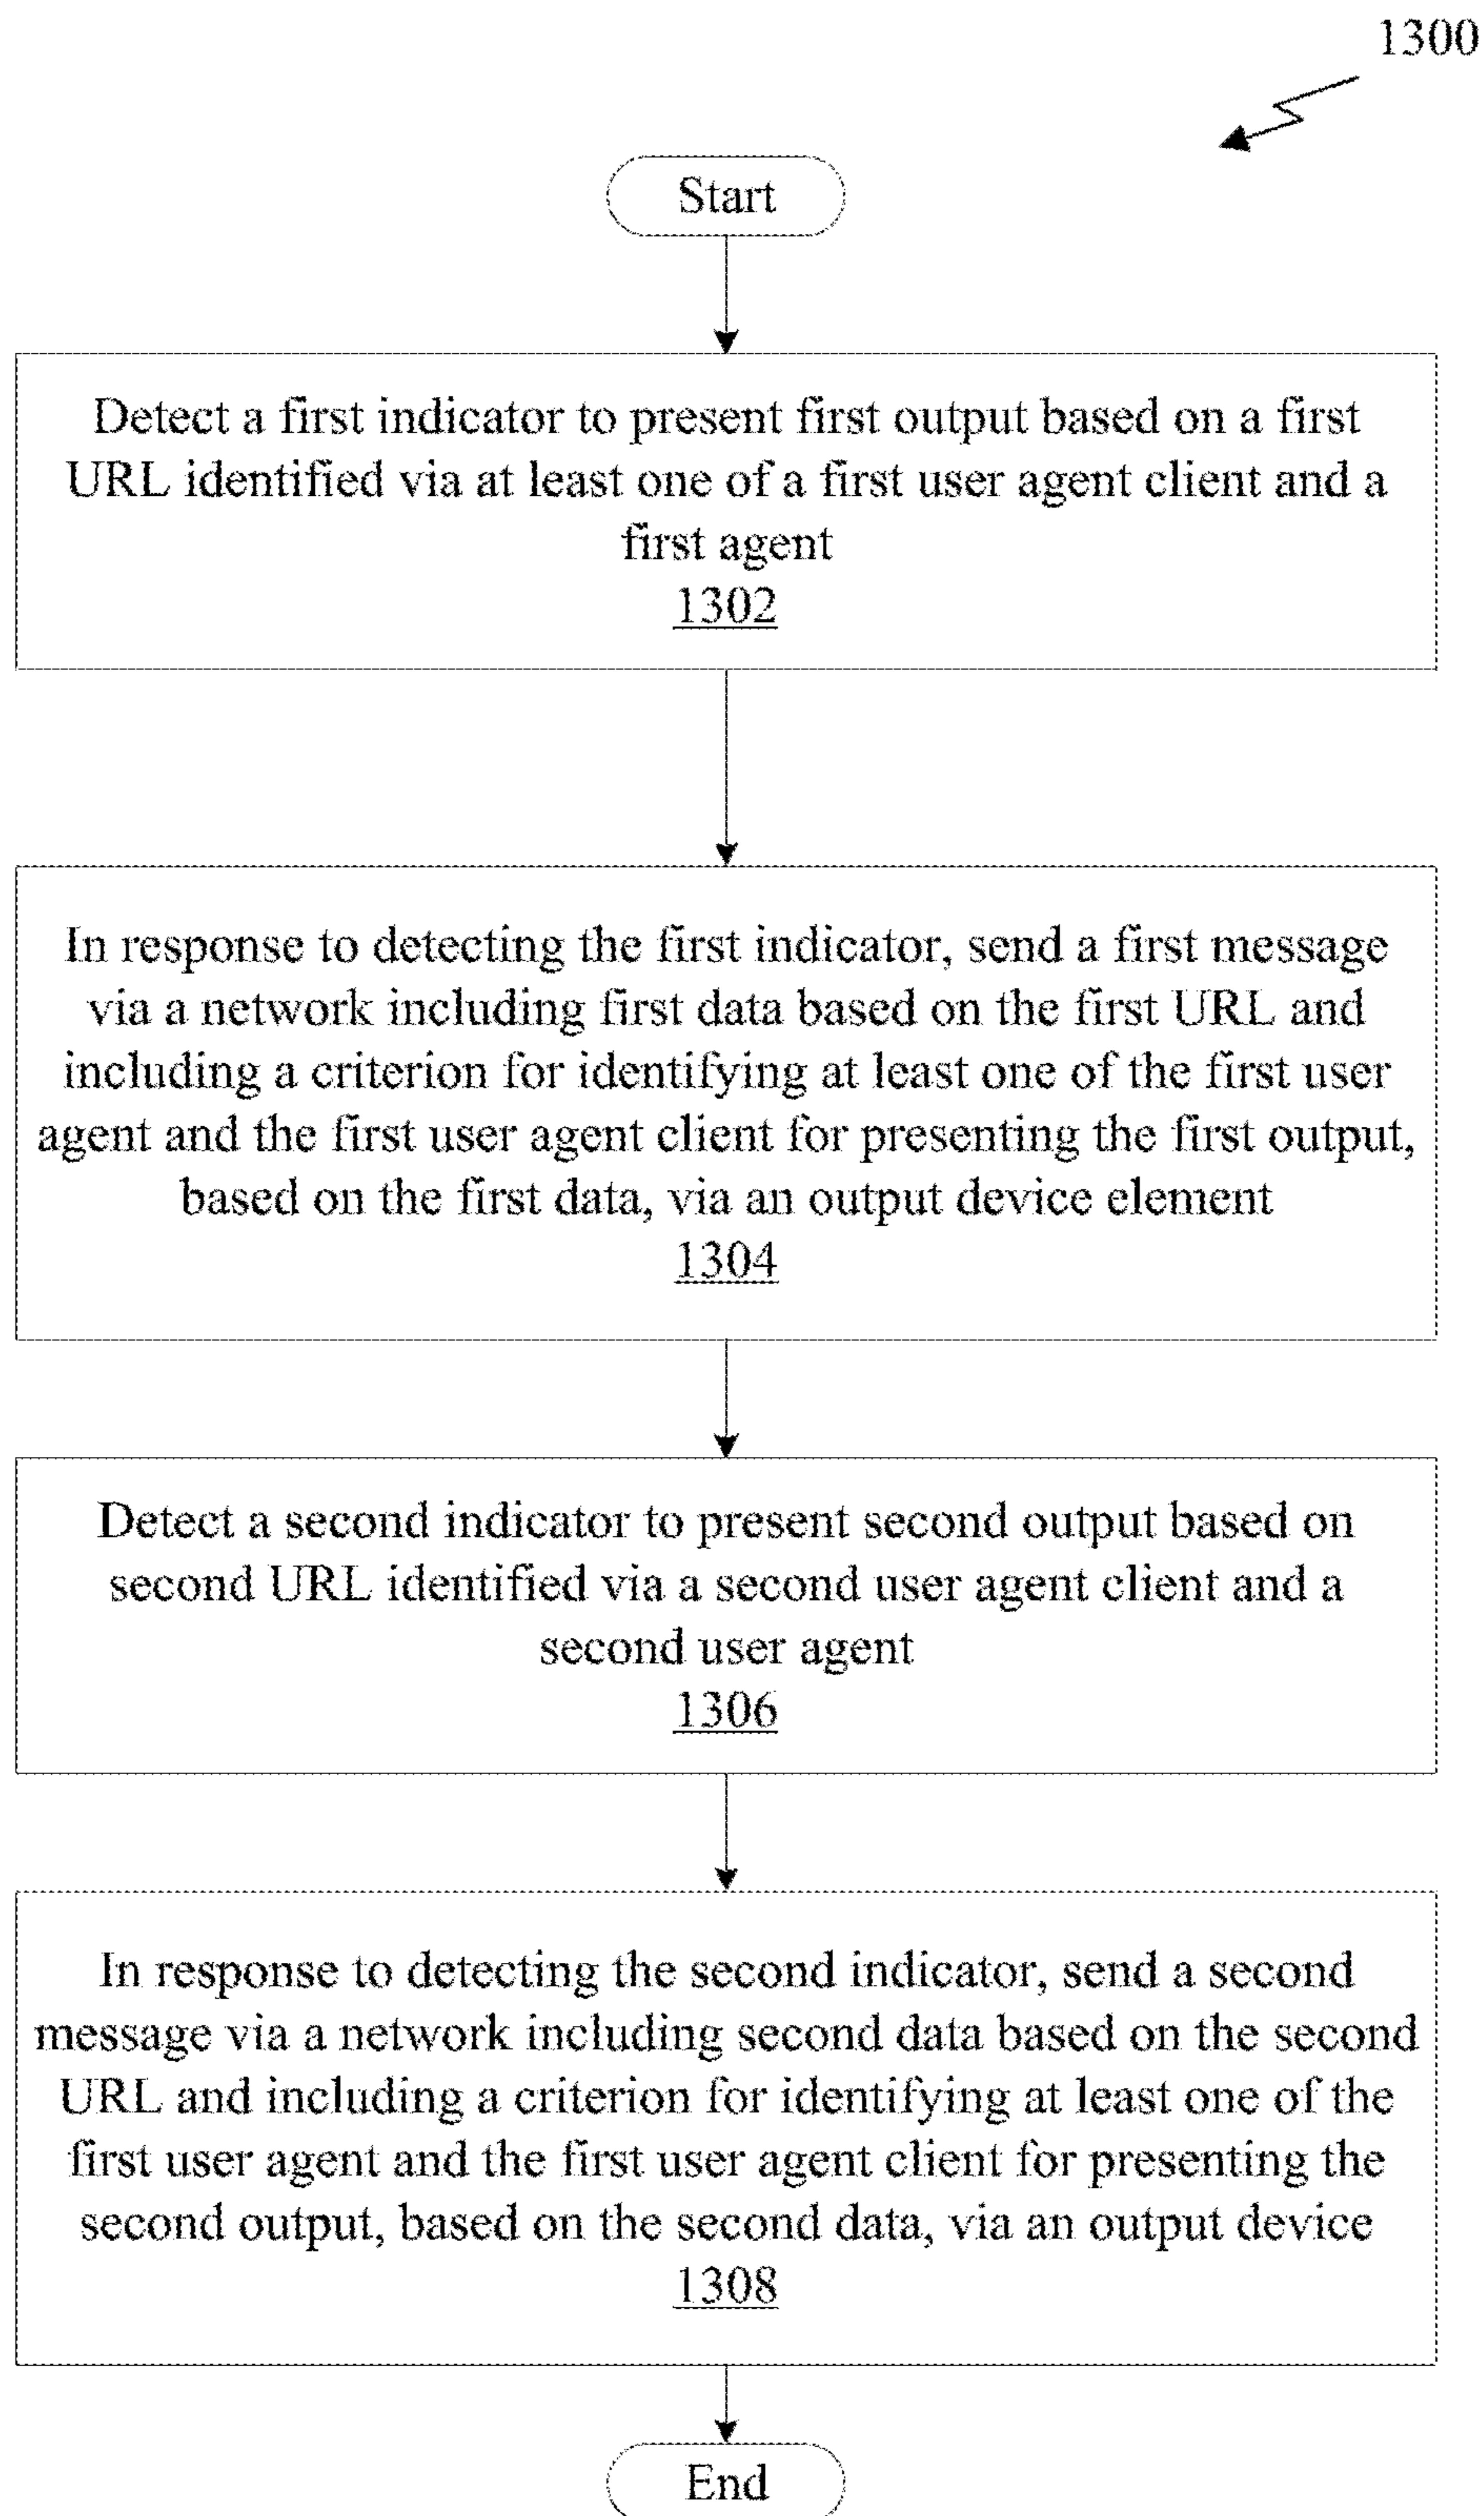 1300
Start
Detect a first indicator to present first output based on a first
URL identified via at least one of a first user agent client and a
first agent
1302
In response to detecting the first indicator, send a first message
via a network including first data based on the first URL and
including a criterion for identifying at least one of the first user
agent and the first user agent client for presenting the first output,
based on the first data, via an output device element
1304
Detect a second indicator to present second output based on
second URL identified via a second user agent client and a
second user agent
1306
In response to detecting the second indicator, send a second
message via a network including second data based on the second
URL and including a criterion for identifying at least one of the
first user agent and the first user agent client for presenting the
second output, based on the second data, via an output device
1308
End